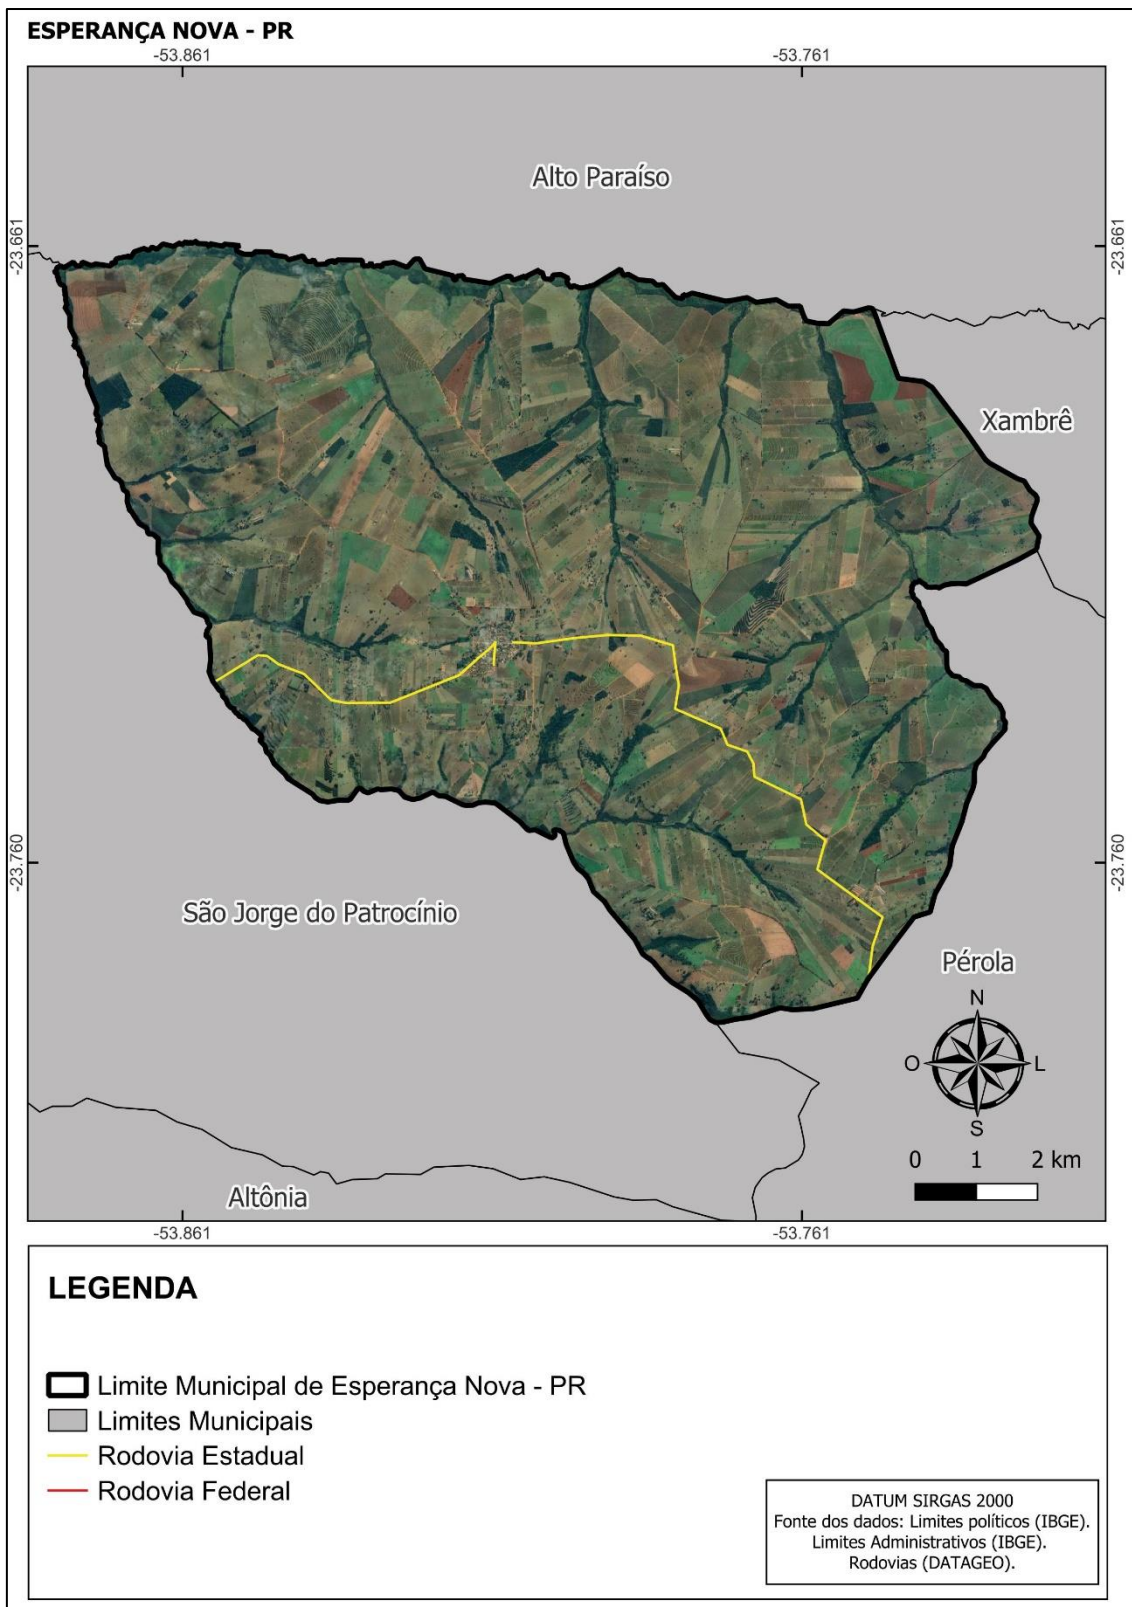 ESPERANÇA NOVA - PR
-53.861
-53.761
Alto Paraíso
-23.661
-23.661
Xambrê
-23.760
-23.760
São Jorge do Patrocínio
Pérola
N
O
L
S
0 1 2 km
Altônia
-53.861
-53.761
LEGENDA
Limite Municipal de Esperança Nova - PR
Limites Municipais
Rodovia Estadual
Rodovia Federal
DATUM SIRGAS 2000
Fonte dos dados: Limites políticos (IBGE).
Limites Administrativos (IBGE).
Rodovias (DATAGEO).